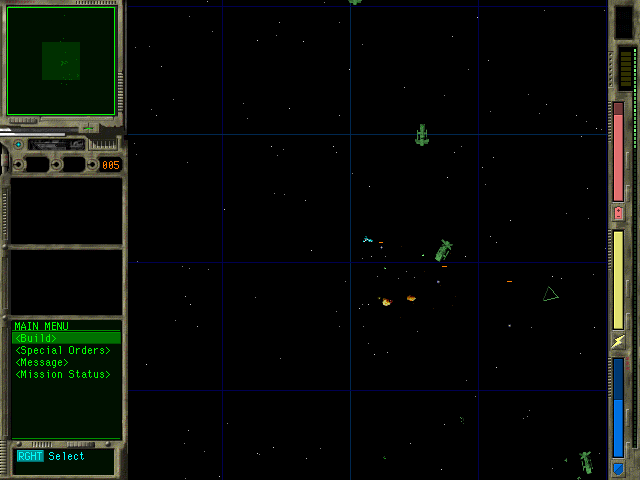 005
MAIN MENU
<Build>
<Special Orders>
<Message>
<Mission Status>
RGHT Select